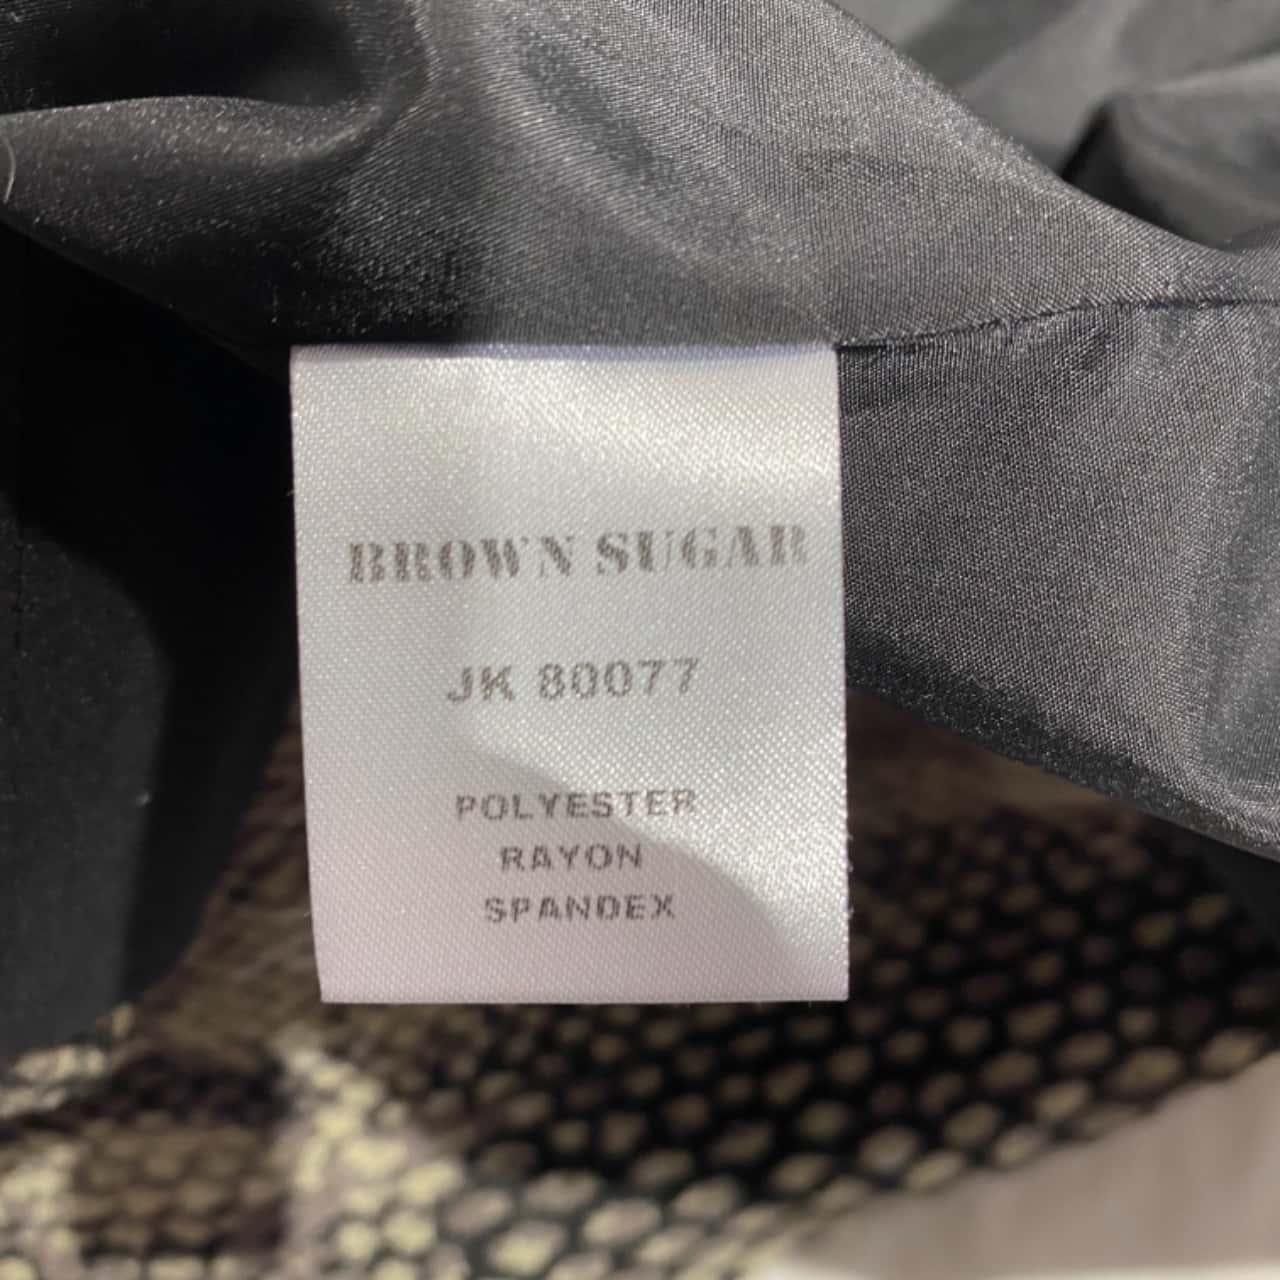 BROWN SUGAR
JK 80077
POLYESTER
RAYON
SPANDEX